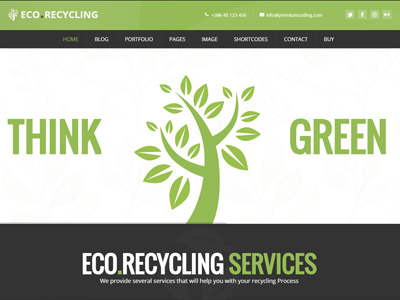 ECO.RECYCLING
+386 40 123 456
info@premiumcoding.com
HOME BLOG PORTFOLIO PAGES IMAGE SHORTCODES CONTACT BUY
THINK GREEN
ECO.RECYCLING SERVICES
We provide several services that will help you with your recycling Process